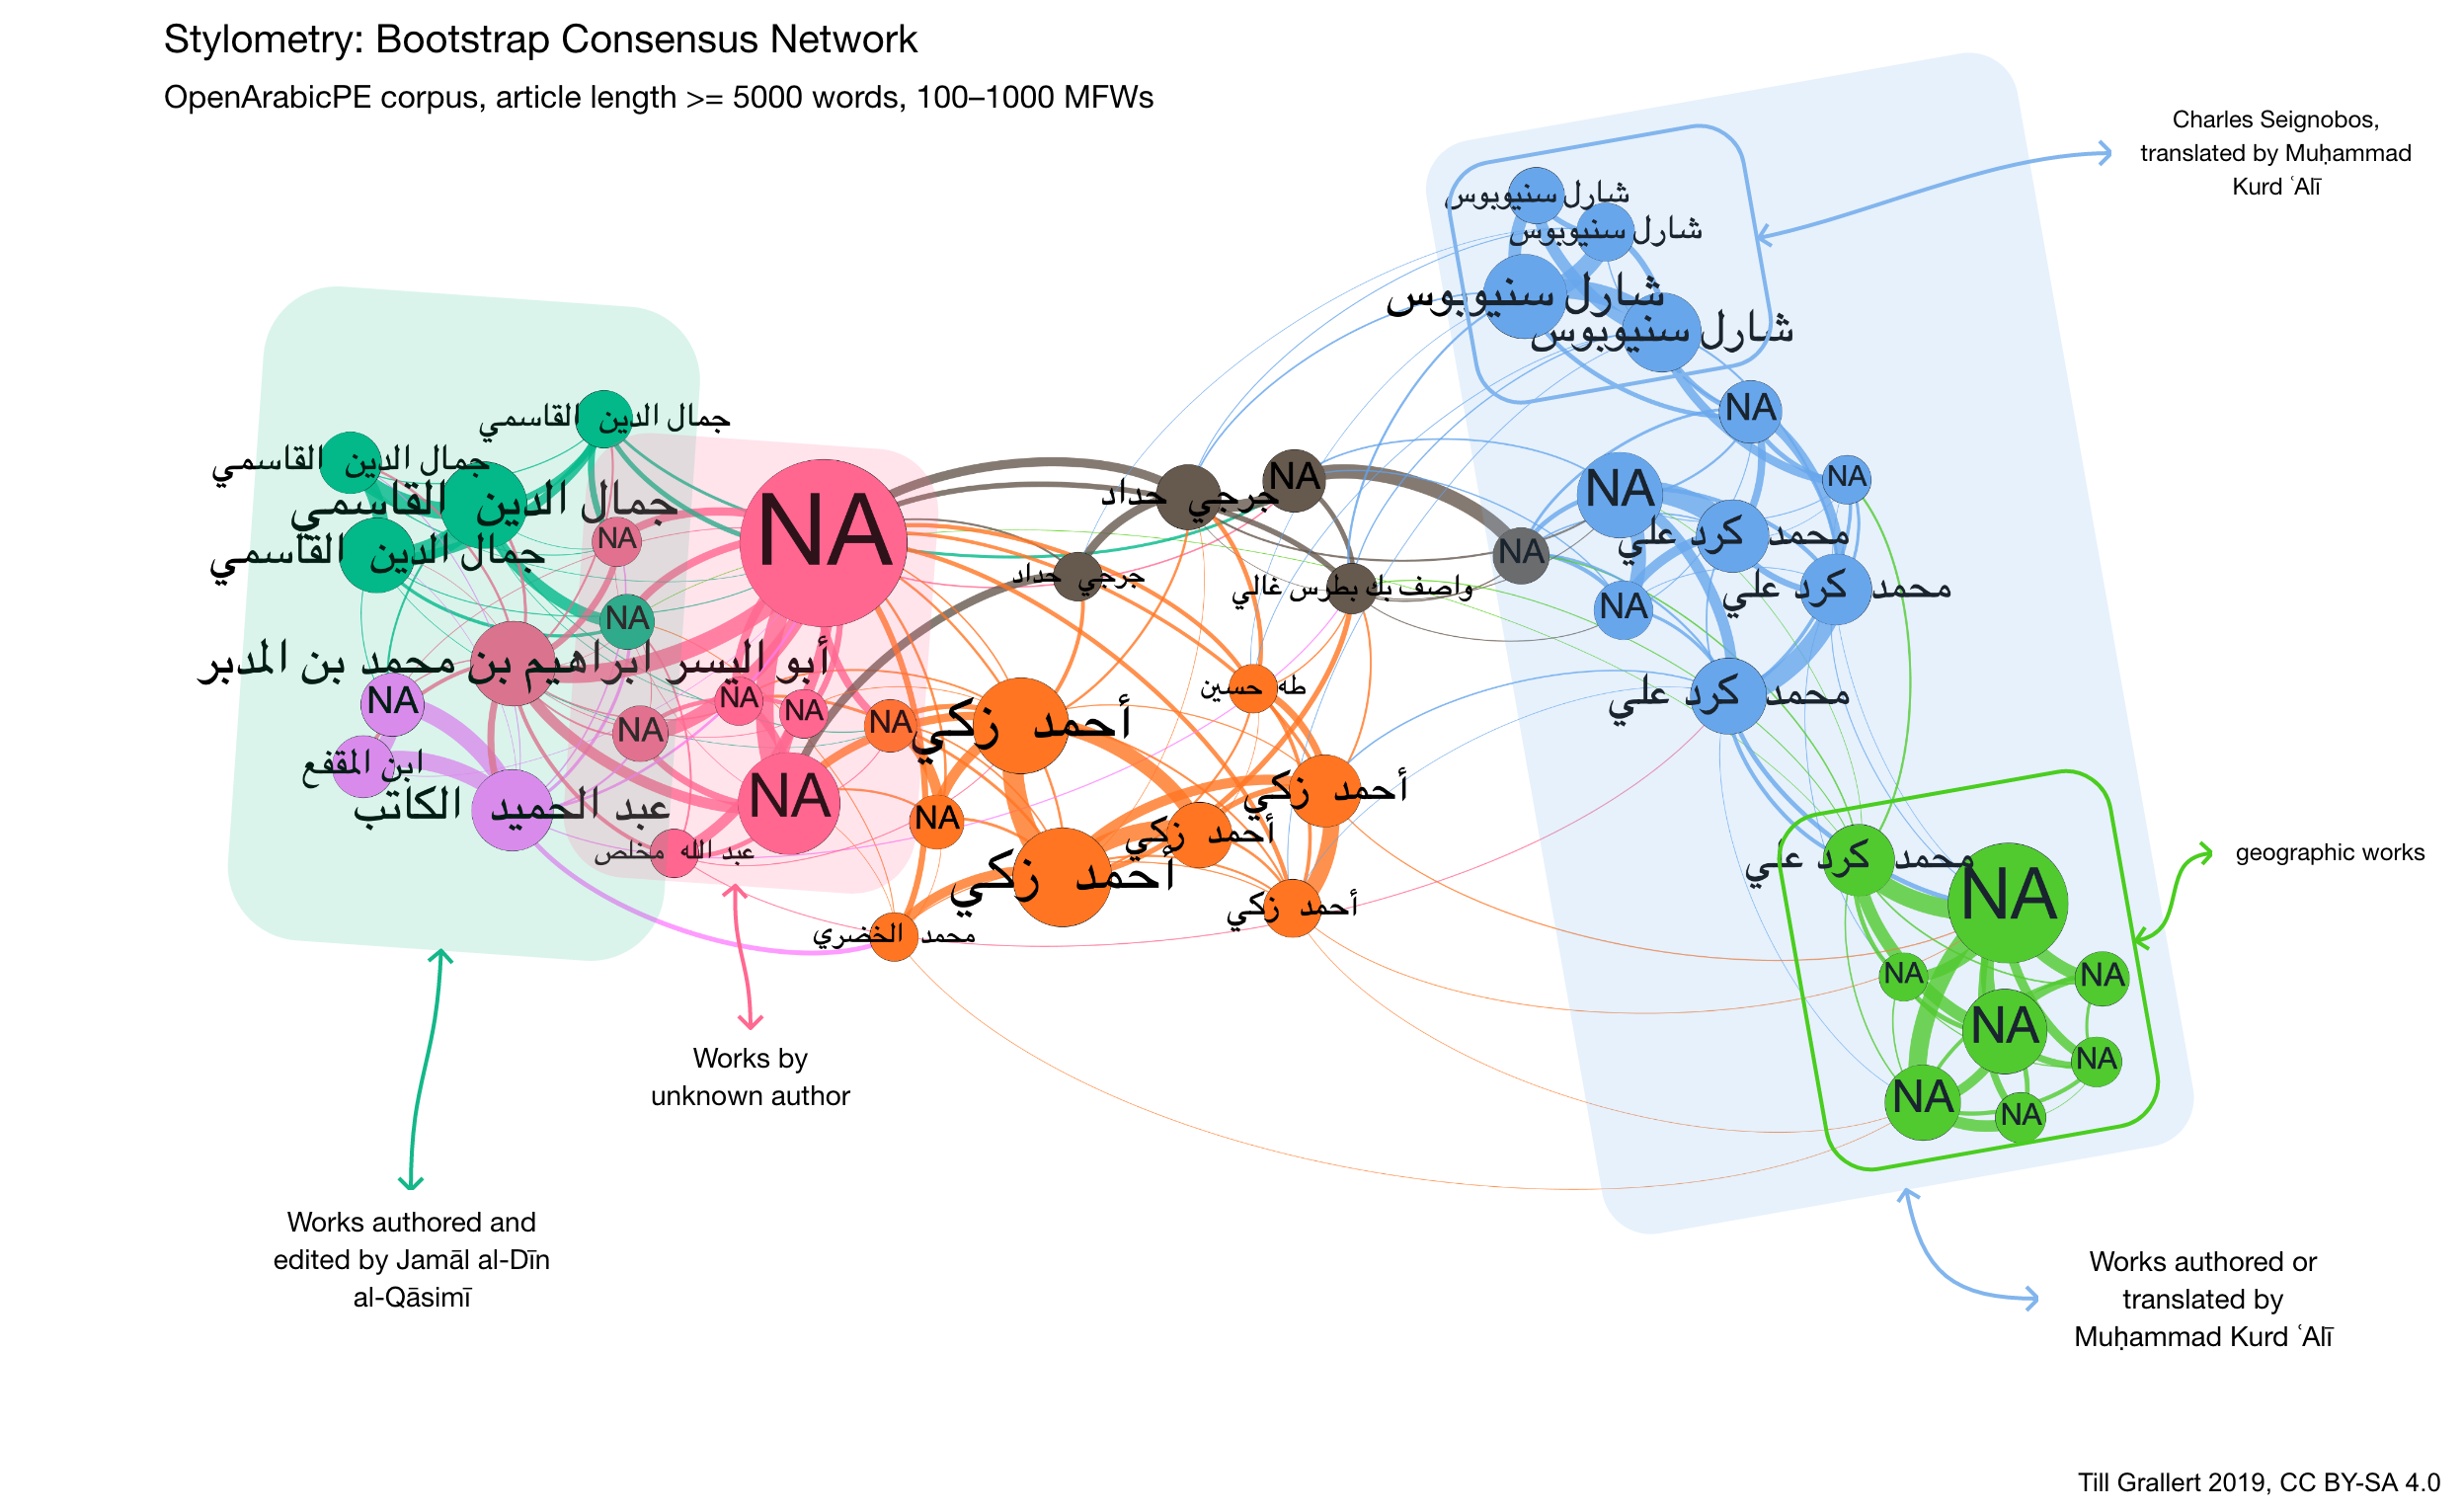 Stylometry: Bootstrap Consensus Network
OpenArabicPE corpus, article length >= 5000 words, 100–1000 MFWs
Charles Seignobos,
translated by Muḥammad
Kurd ʿAlī
شارل سنيوبوس
شارل سنيوبوس
شارل سنيوبوس
شارل سنيوبوس
NA
جمال الدين القاسمي
جمال الدين القاسمي
جمال الدين القاسمي
جمال الدين القاسمي
NA
NA
NA
جرجي حداد
NA
جرجي حداد
واصف بك بطرس غالي
NA
NA
NA
محمد كرد علي
محمد كرد علي
NA
محمد كرد علي
أبو اليسر ابراهيم بن محمد بن المدبر
NA
ابن المقفع
عبد الحميد الكاتب
NA
NA
NA
NA
NA
عبد الله مخلص
NA
أحمد زكي
طه حسين
أحمد زكي
أحمد زكي
أحمد زكي
أحمد زكي
محمد الخضري
محمد كرد علي
NA
NA
NA
NA
NA
NA
NA
geographic works
Works by
unknown author
Works authored and
edited by Jamāl al-Dīn
al-Qāsimī
Works authored or
translated by
Muḥammad Kurd ʿAlī
Till Grallert 2019, CC BY-SA 4.0